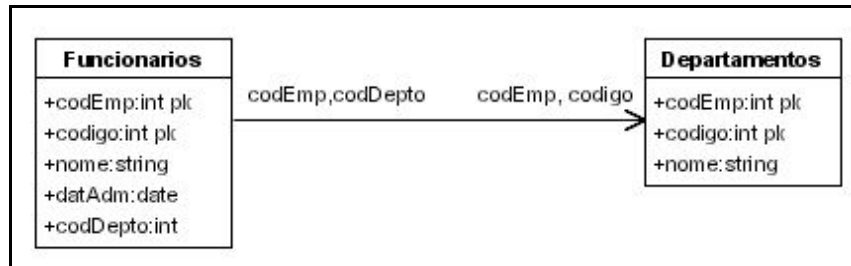 Funcionarios
+codEmp:int pk
+codigo:int pk
+nome:string
+datAdm:date
+codDepto:int
codEmp,codDepto
codEmp, codigo
Departamentos
+codEmp:int pk
+codigo:int pk
+nome:string